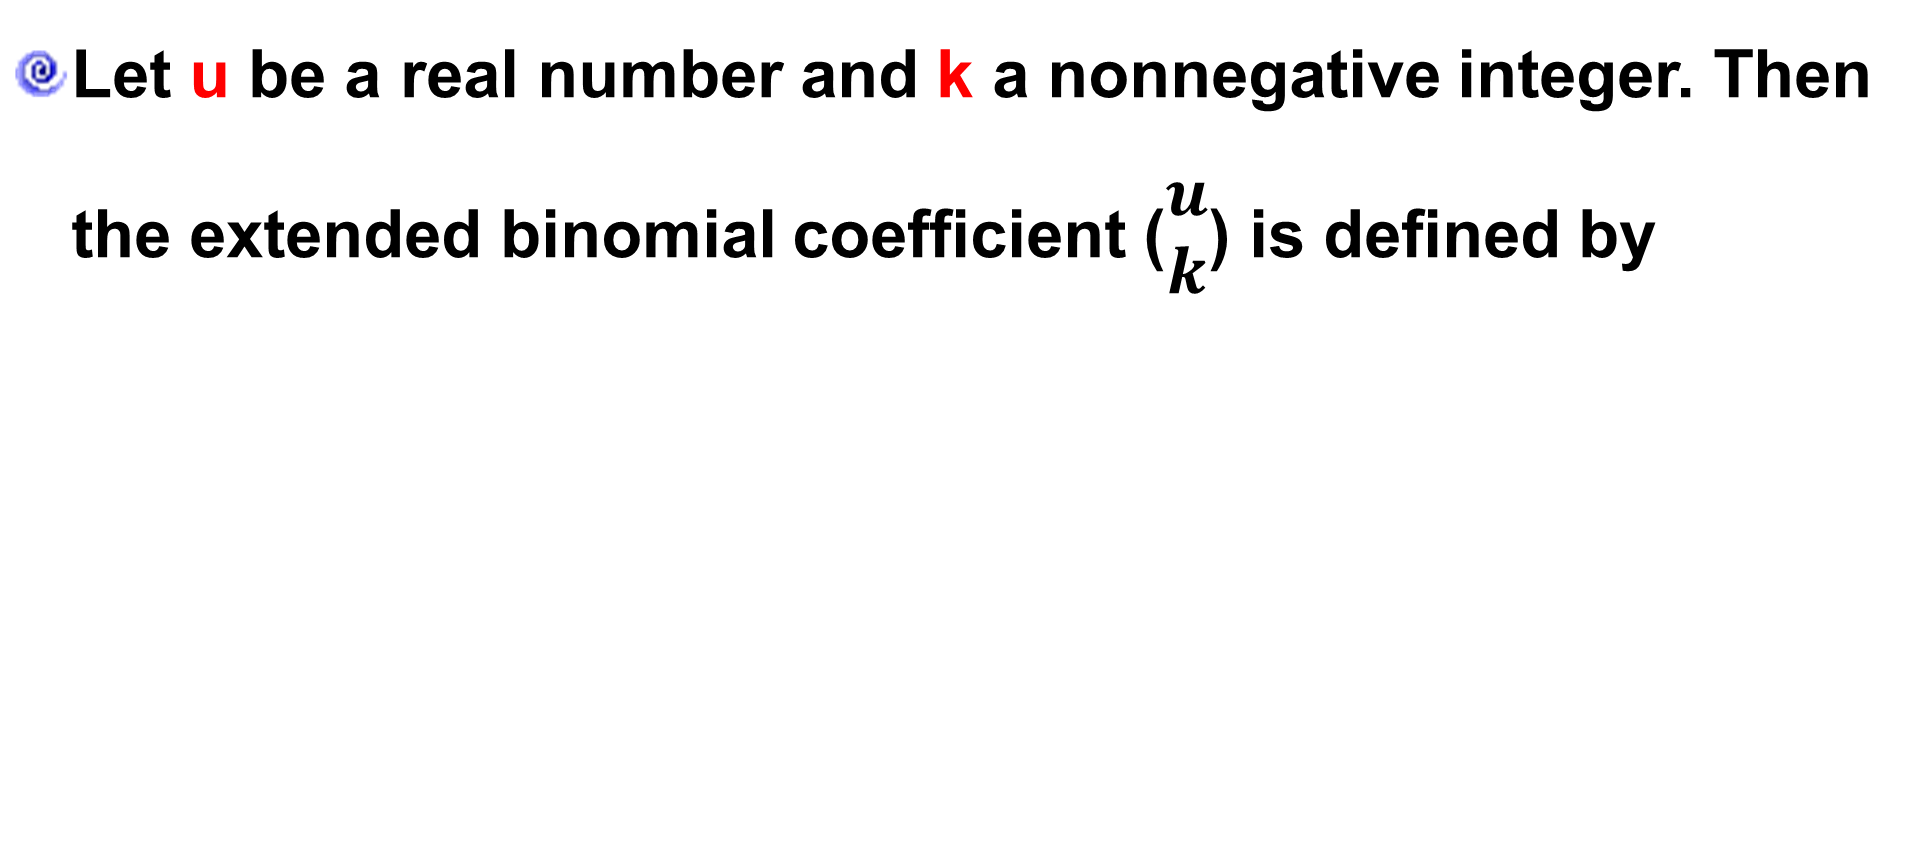 Let u be a real number and k a nonnegative integer. Then
the extended binomial coefficient (u k) is defined by